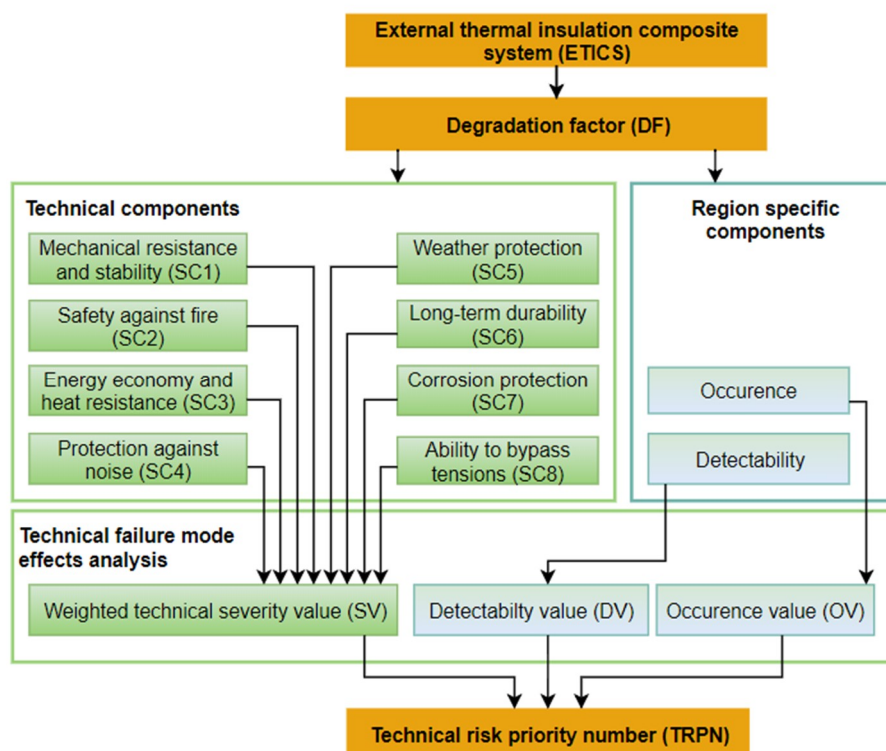 External thermal insulation composite
system (ETICS)
Degradation factor (DF)
Technical components
Mechanical resistance
and stability (SC1)
Safety against fire
(SC2)
Energy economy and
heat resistance (SC3)
Protection against
noise (SC4)
Weather protection
(SC5)
Long-term durability
(SC6)
Corrosion protection
(SC7)
Ability to bypass
tensions (SC8)
Region specific
components
Occurence
Detectability
Technical failure mode
effects analysis
Weighted technical severity value (SV)
Detectabilty value (DV)
Occurence value (OV)
Technical risk priority number (TRPN)